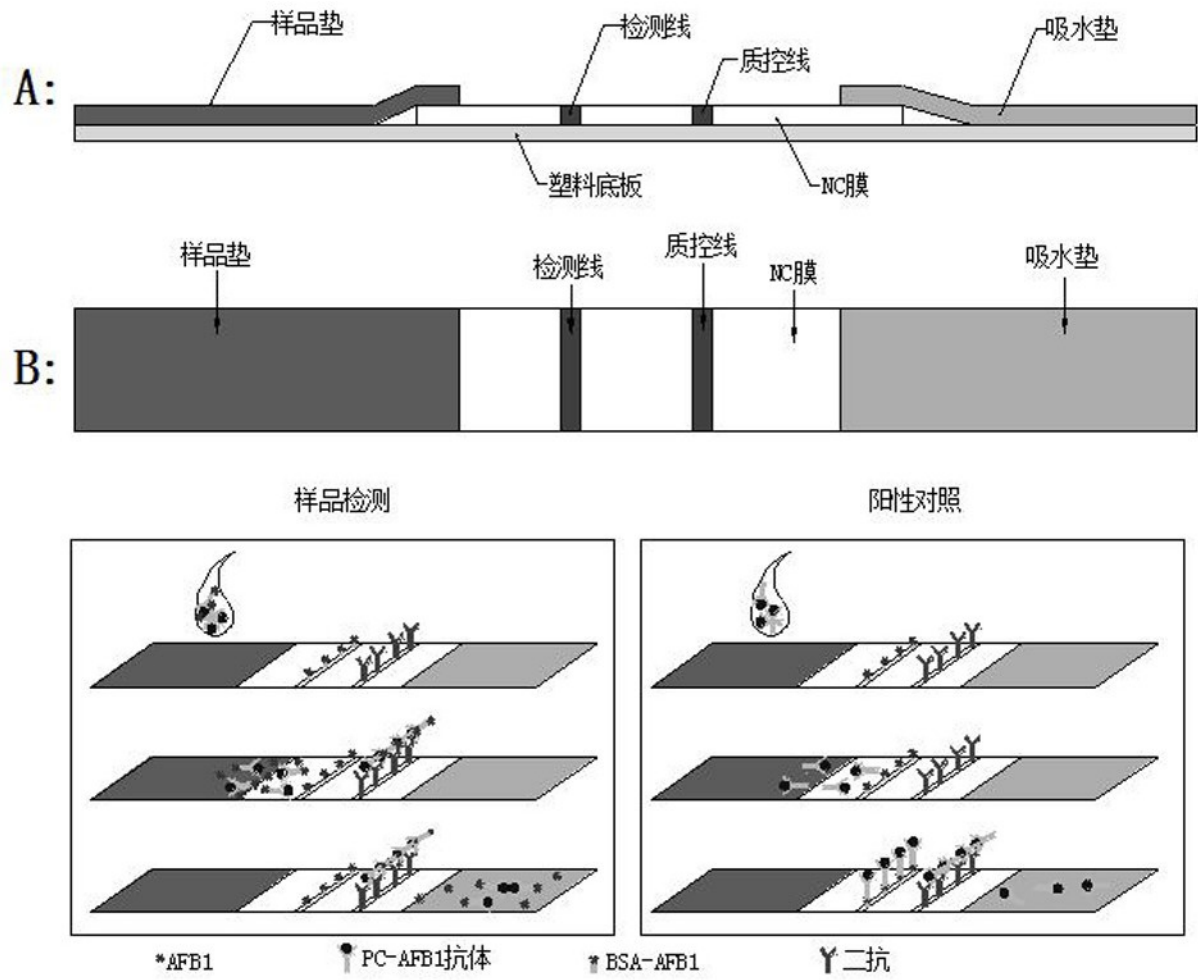 样品垫
检测线
质控线
吸水垫
A:
塑料底板
NC膜
样品垫
检测线
质控线
NC膜
吸水垫
B:
样品检测
阳性对照
*AFB1
PC-AFB1抗体
BSA-AFB1
二抗